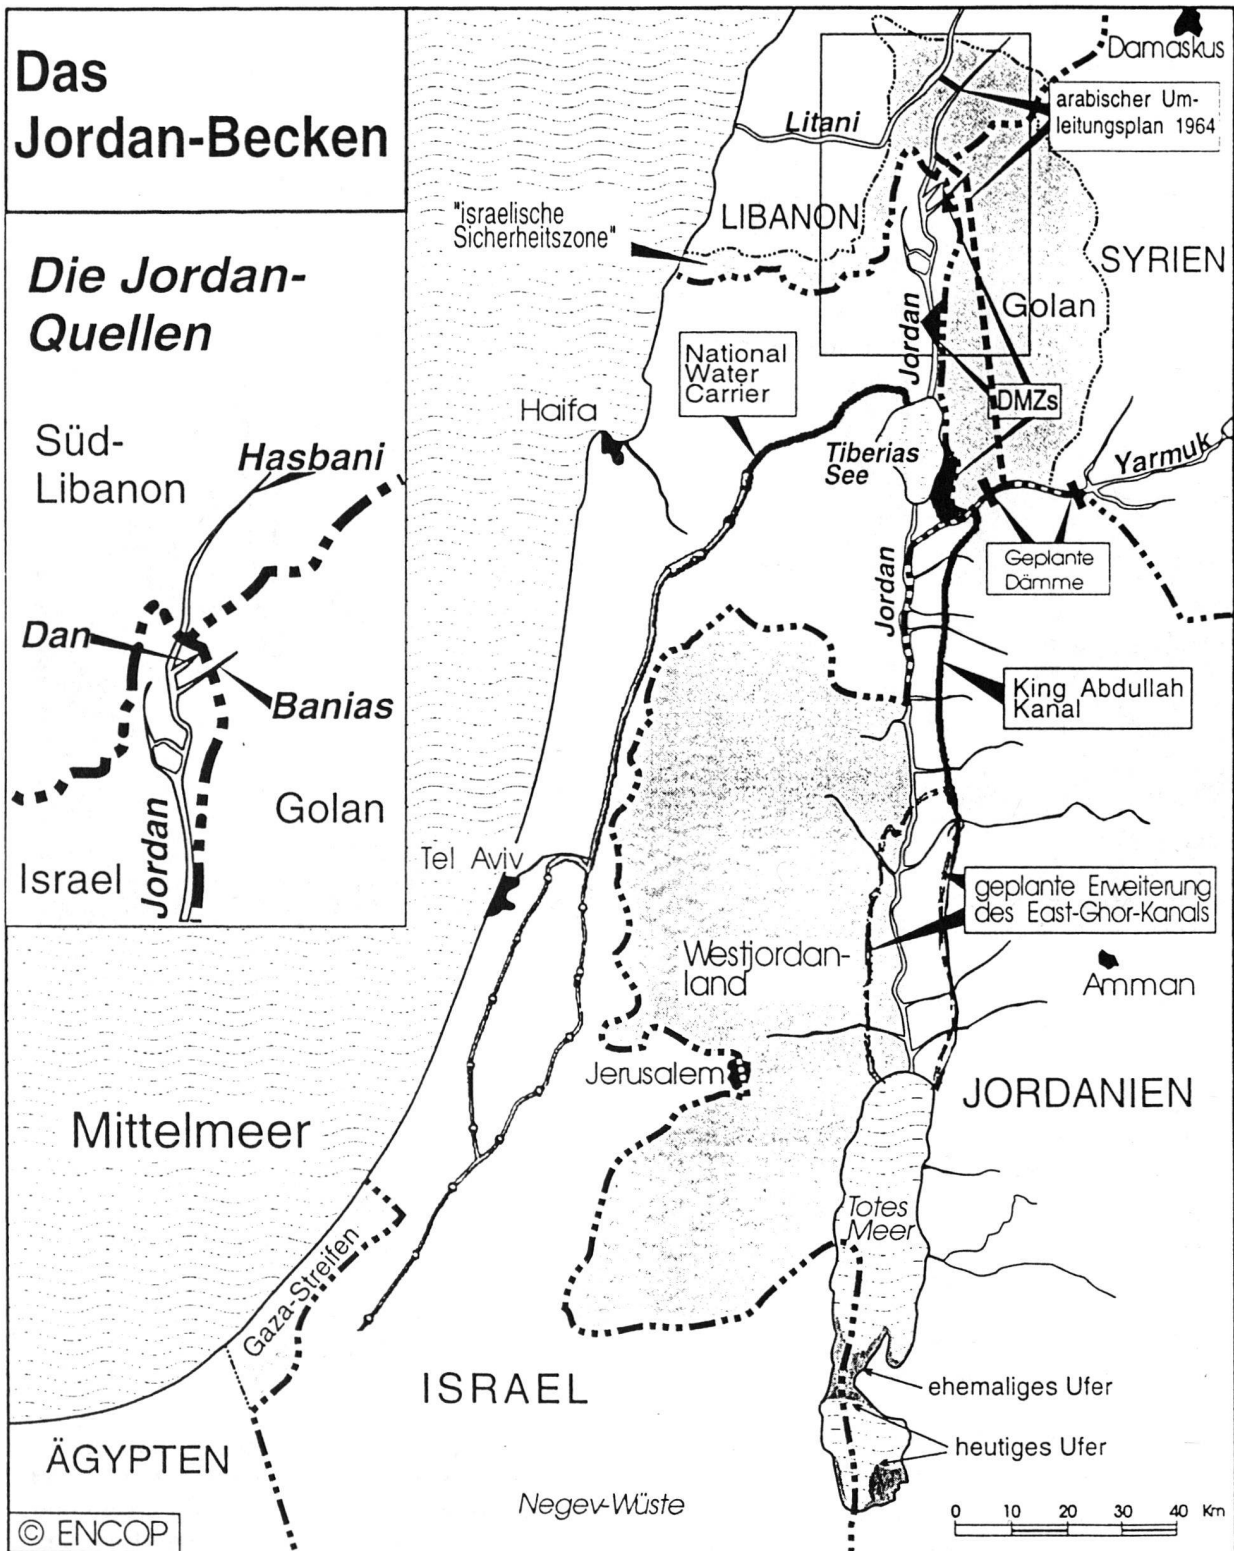 Das
Jordan-Becken
Die Jordan-
Quellen
Süd-
Libanon
Hasbani
Dan
Banias
Golan
Jordan
Israel
Damaskus
arabischer Um-
leitungsplan 1964
Litani
"israelische
Sicherheitszone"
LIBANON
SYRIEN
Golan
Jordan
National
Water
Carrier
DMZs
Haifa
Tiberias
See
Yarmuk
Geplante
Dämme
Jordan
King Abdullah
Kanal
Tel Aviv
geplante Erweiterung
des East-Ghor-Kanals
Westjordan-
land
Amman
Jerusalem
JORDANIEN
Mittelmeer
Totes
Meer
Gaza-Streifen
ISRAEL
ehemaliges Ufer
heutiges Ufer
ÄGYPTEN
Negev-Wüste
0 10 20 30 40 Km
© ENCOP